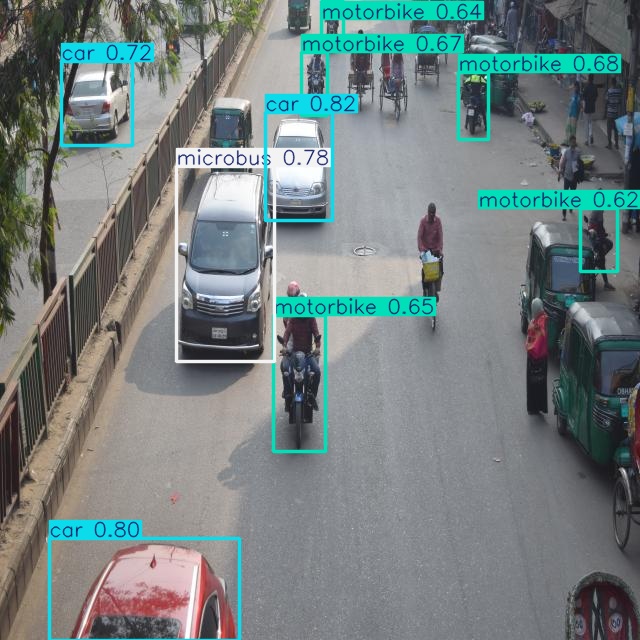 motorbike 0.64
motorbike 0.67
car 0.72
motorbike 0.68
car 0.82
microbus 0.78
motorbike 0.62
motorbike 0.65
car 0.80